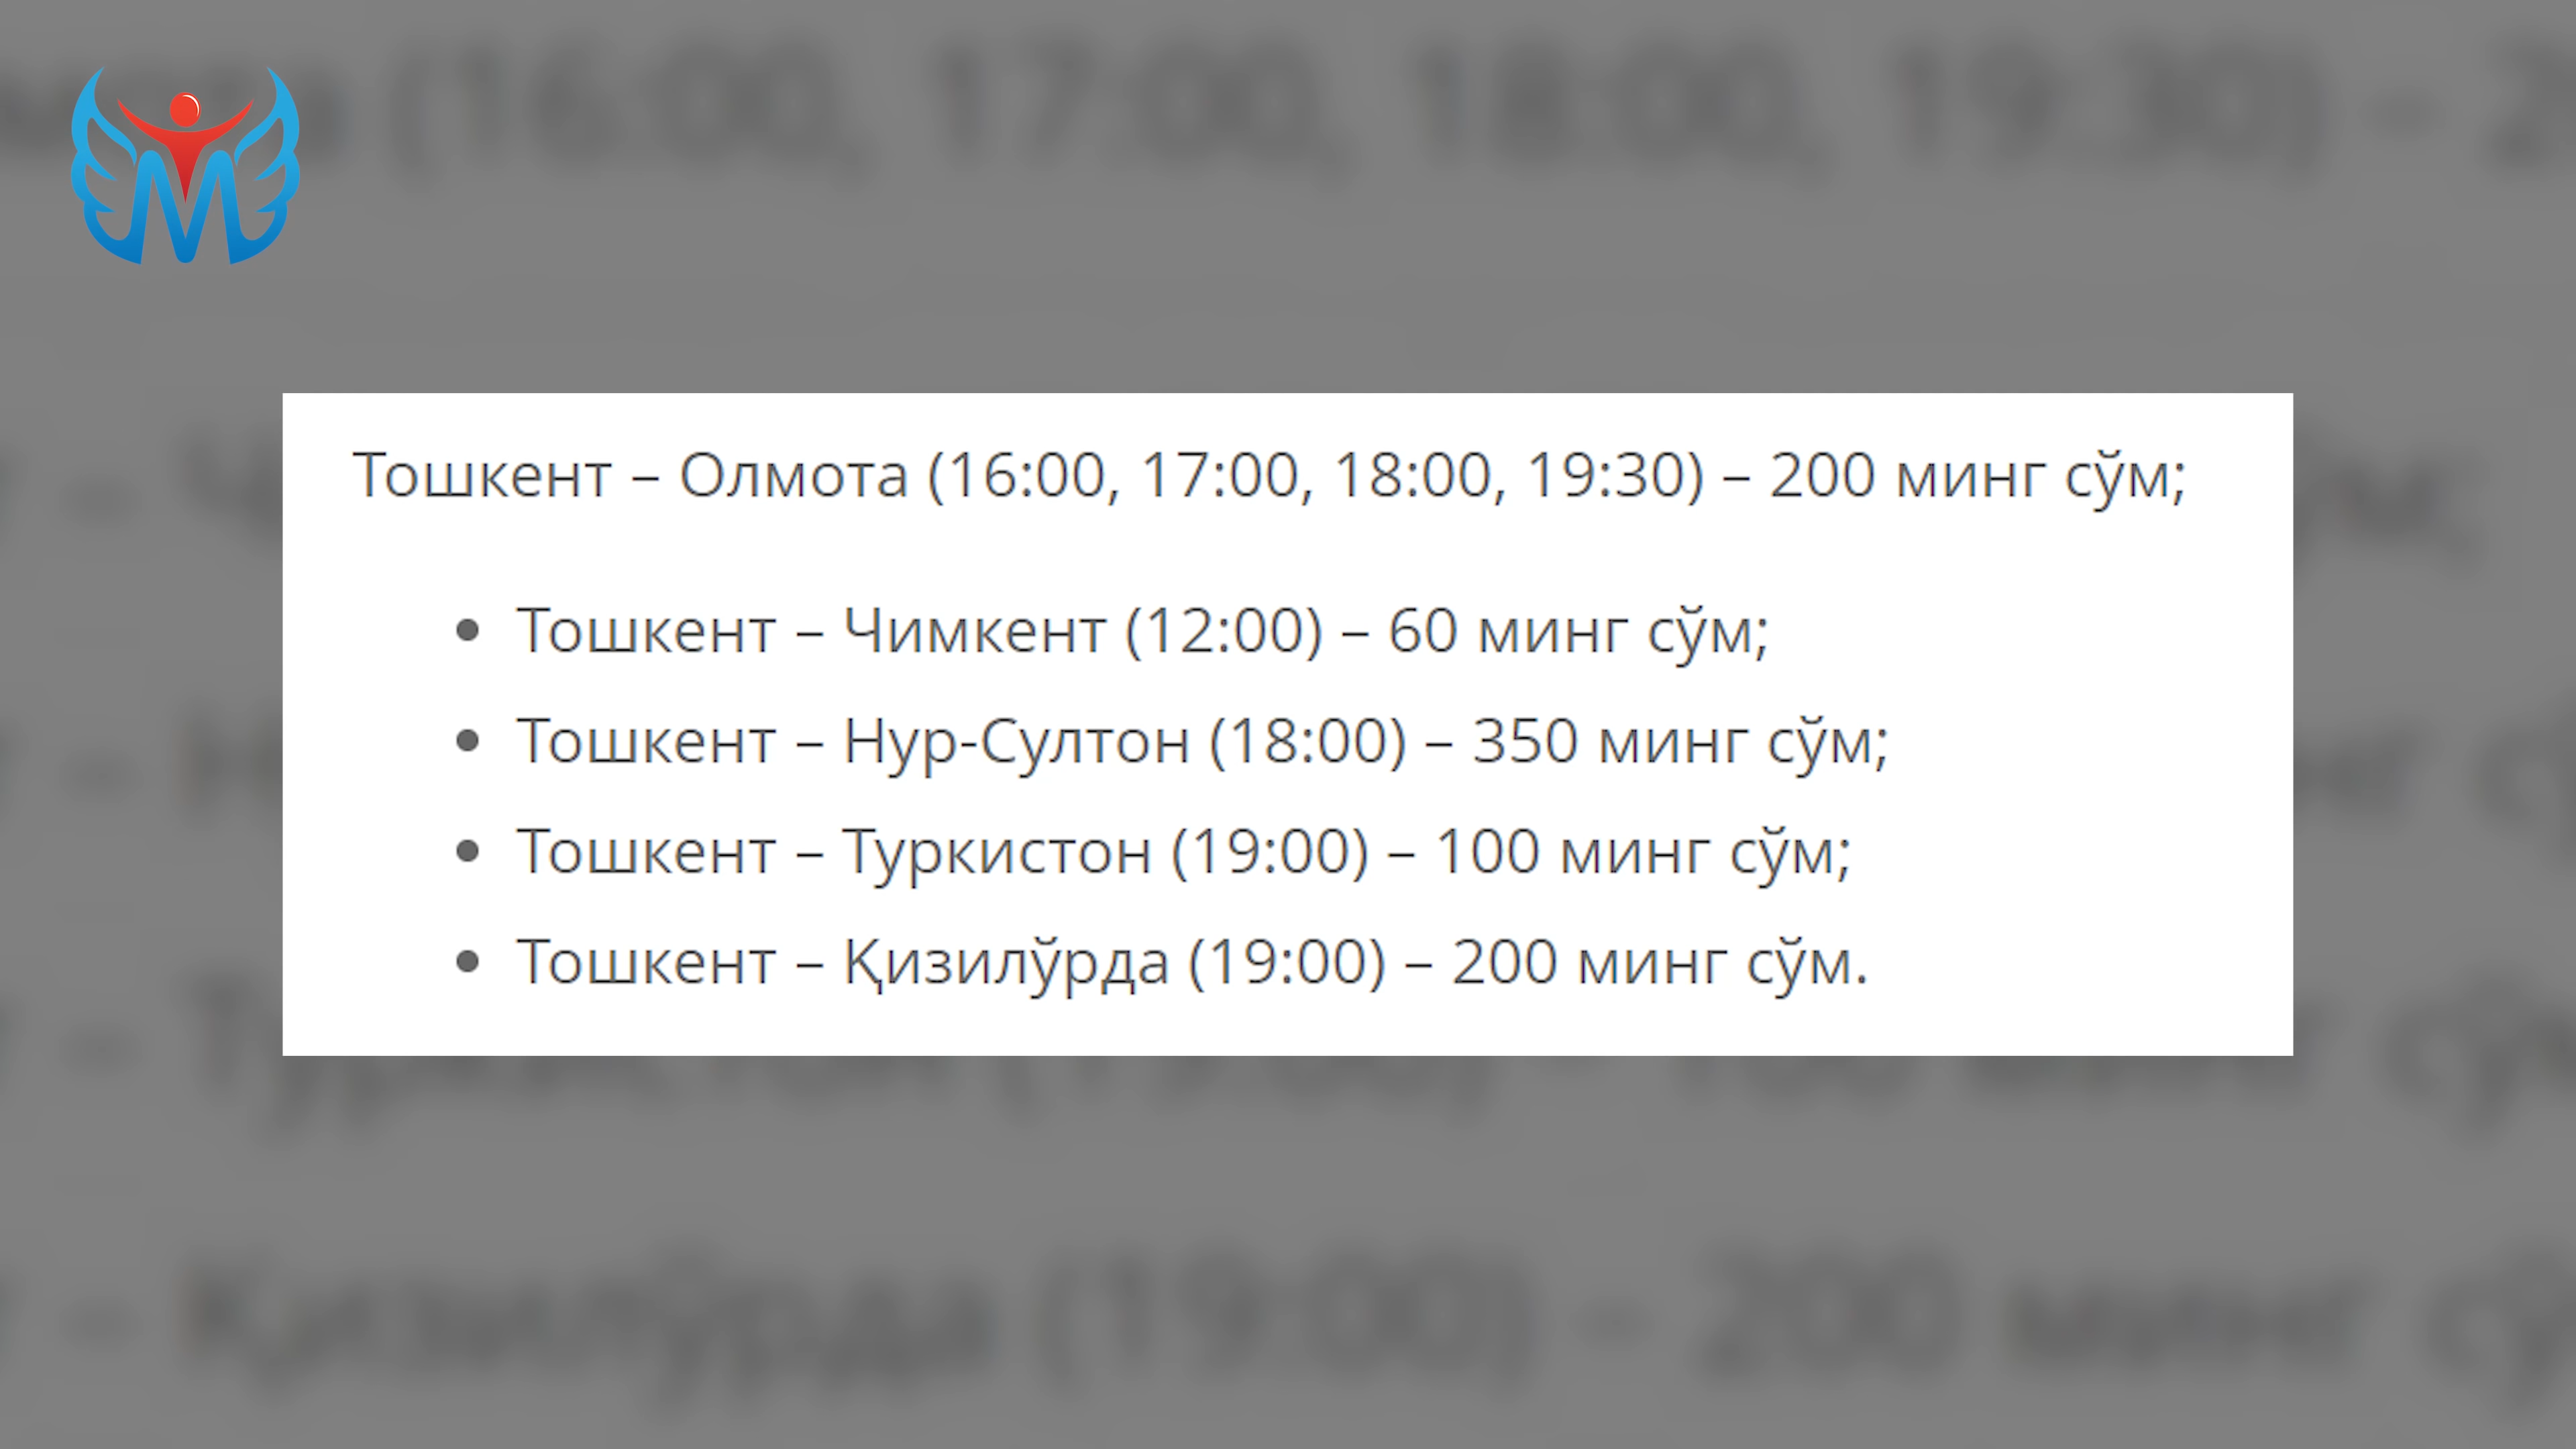 Тошкент – Олмота (16:00, 17:00, 18:00, 19:30) – 200 минг сўм;
• Тошкент – Чимкент (12:00) – 60 минг сўм;
• Тошкент – Нур-Султон (18:00) – 350 минг сўм;
• Тошкент – Туркистон (19:00) – 100 минг сўм;
• Тошкент – Қизилўрда (19:00) – 200 минг сўм.